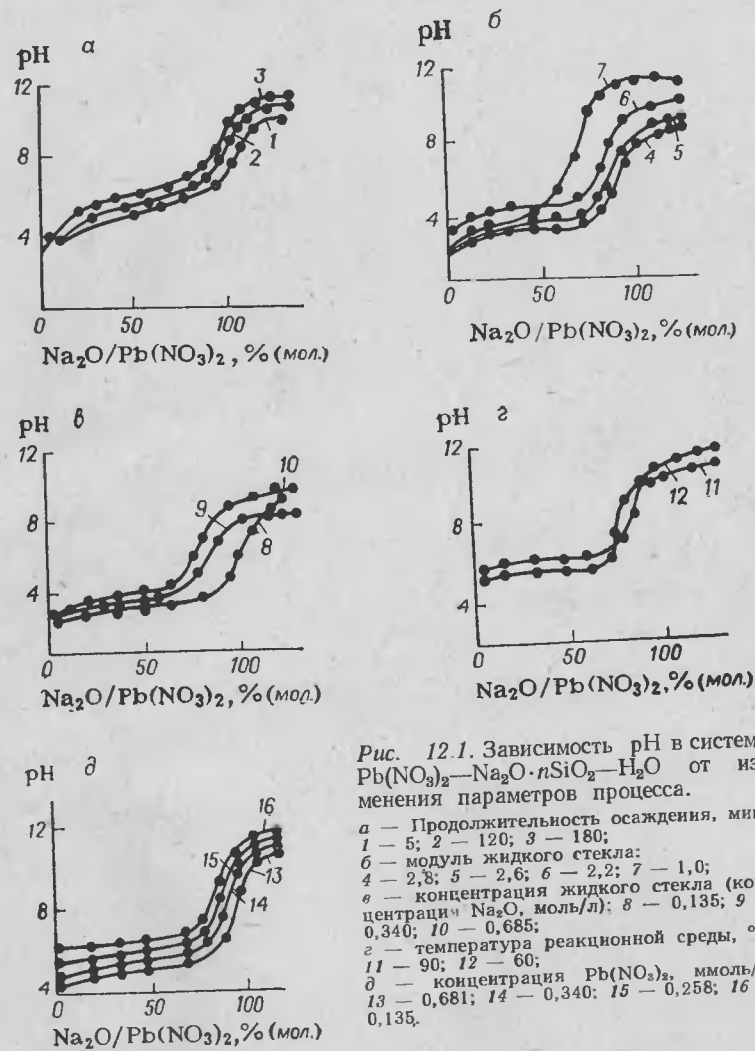 pH а
12
8
4
0 50 100
3
2
1
Na₂O/Pb(NO₃)₂, % (мол.)
pH б
12
8
4
0 50 100
7
6
4 5
Na₂O/Pb(NO₃)₂, % (мол.)
pH в
12
8
4
0 50 100
10
9
8
Na₂O/Pb(NO₃)₂, % (мол.)
pH г
12
8
4
0 50 100
12 11
Na₂O/Pb(NO₃)₂, % (мол.)
pH д
12
8
4
0 50 100
16
15
13
14
Na₂O/Pb(NO₃)₂, % (мол.)
Рис. 12.1. Зависимость pH в систем
Pb(NO₃)₂—Na₂O·nSiO₂—H₂O от из
менения параметров процесса.
а — Продолжительность осаждения, мин
1 — 5; 2 — 120; 3 — 180;
б — модуль жидкого стекла:
4 — 2,8; 5 — 2,6; 6 — 2,2; 7 — 1,0;
в — концентрация жидкого стекла (ко
центрация Na₂O, моль/л): 8 — 0,135; 9
0,340; 10 — 0,685;
г — температура реакционной среды, °
11 — 90; 12 — 60;
д — концентрация Pb(NO₃)₂, ммоль/
13 — 0,681; 14 — 0,340; 15 — 0,258; 16
0,135.